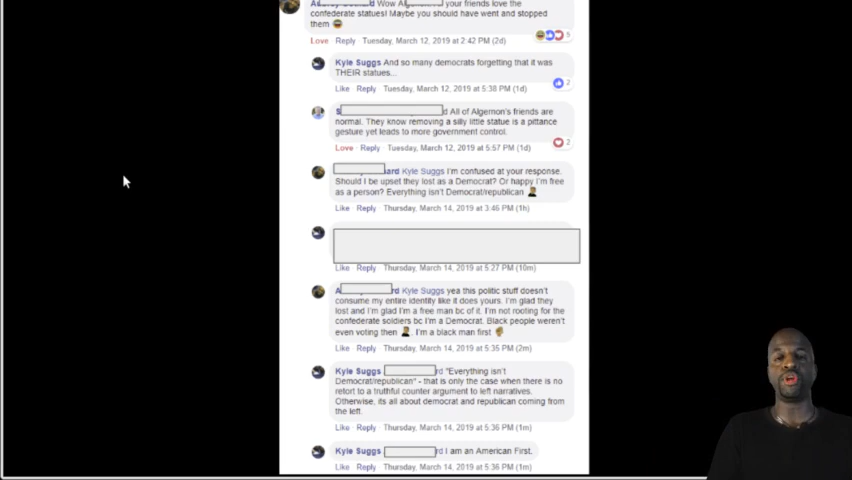 Wow your friends love the
confederate statues! Maybe you should have went and stopped
them
Love Reply Tuesday, March 12, 2019 at 2:42 PM (2d)
5
Kyle Suggs And so many democrats forgetting that it was
THEIR statues...
Like Reply Tuesday, March 12, 2019 at 5:38 PM (1d)
2
S d All of Algernon's friends are
normal. They know removing a silly little statue is a pittance
gesture yet leads to more government control.
Love Reply Tuesday, March 12, 2019 at 5:57 PM (1d)
2
ard Kyle Suggs I'm confused at your response.
Should I be upset they lost as a Democrat? Or happy I'm free
as a person? Everything isn't Democrat/republican
Like Reply Thursday, March 14, 2019 at 3:46 PM (1h)
Like Reply Thursday, March 14, 2019 at 5:27 PM (10m)
A rd Kyle Suggs yea this politic stuff doesn't
consume my entire identity like it does yours. I'm glad they
lost and I'm glad I'm a free man bc of it. I'm not rooting for the
confederate soldiers bc I'm a Democrat. Black people weren't
even voting then I'm a black man first
Like Reply Thursday, March 14, 2019 at 5:35 PM (2m)
Kyle Suggs rd "Everything isn't
Democrat/republican" - that is only the case when there is no
retort to a truthful counter argument to left narratives.
Otherwise, its all about democrat and republican coming from
the left.
Like Reply Thursday, March 14, 2019 at 5:36 PM (1m)
Kyle Suggs rd I am an American First.
Like Reply Thursday, March 14, 2019 at 5:36 PM (1m)